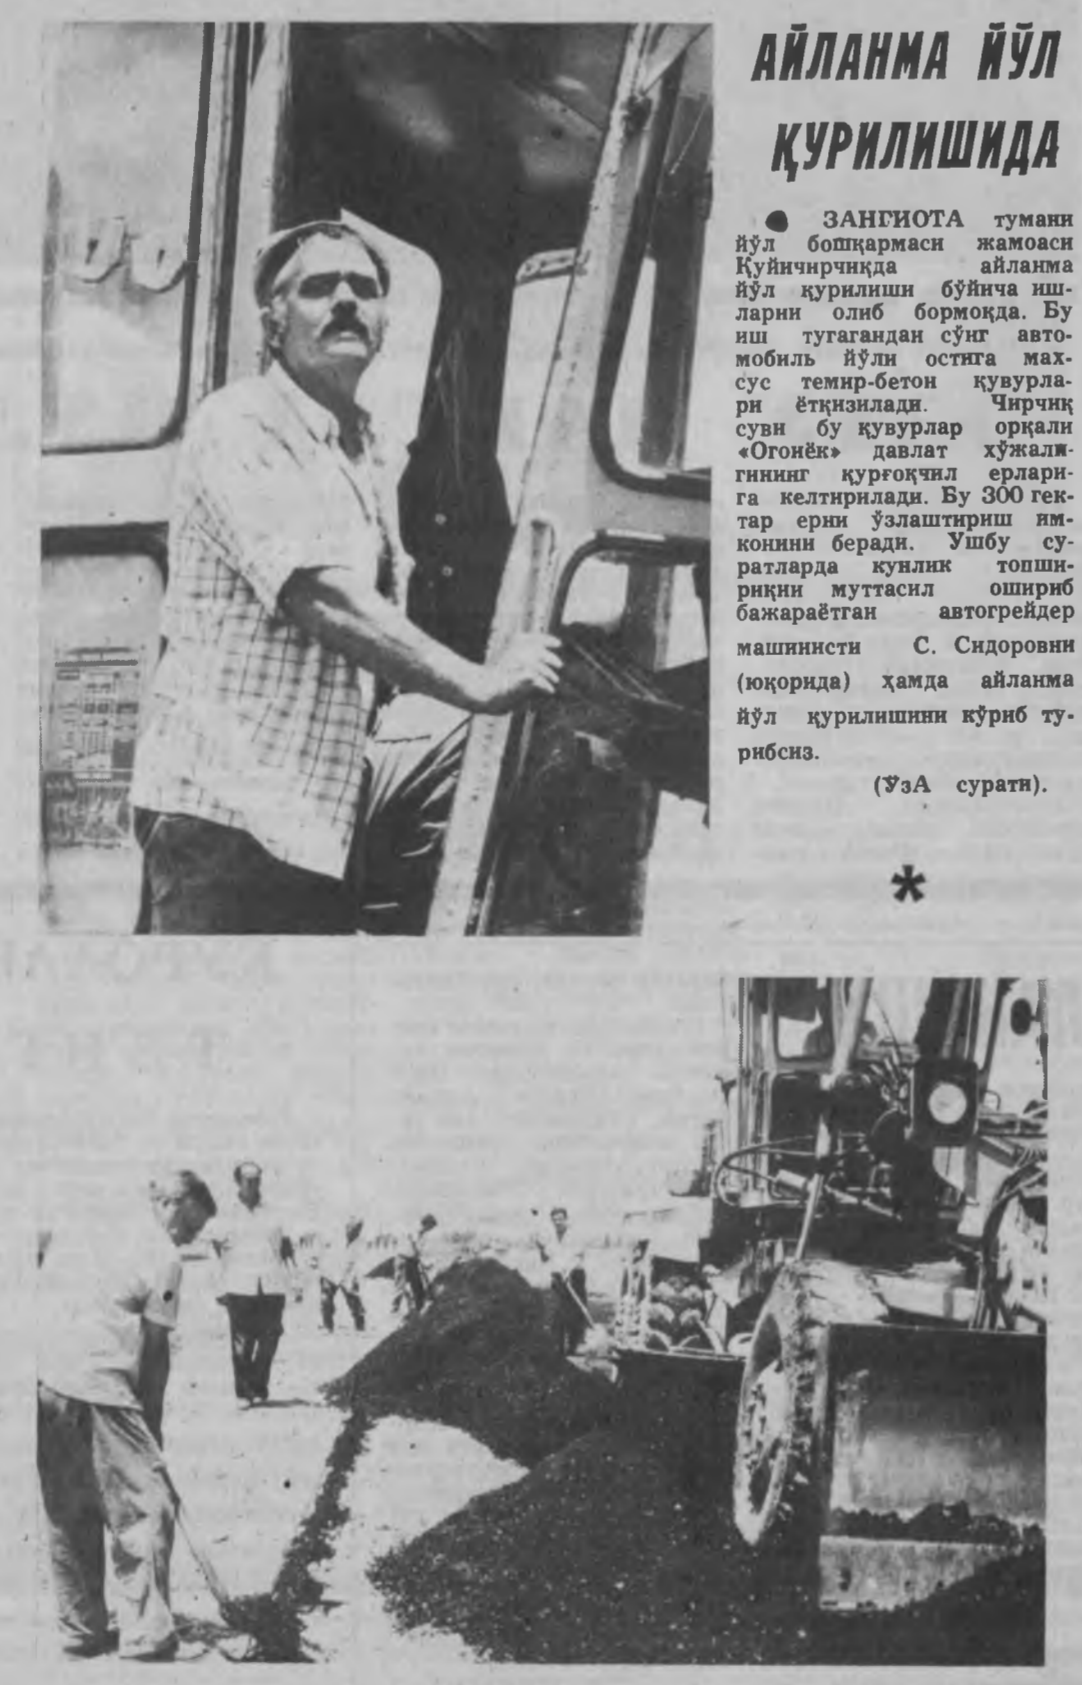 АЙЛАНМА ЙЎЛ
ҚУРИЛИШИДА
● ЗАНГИОТА тумани
йўл бошқармаси жамоаси
Қуйичирчиқда айланма
йўл қурилиши бўйича иш-
ларни олиб бормоқда. Бу
иш тугагандан сўнг авто-
мобиль йўли остига мах-
сус темир-бетон қувурла-
ри ётқизилади. Чирчиқ
суви бу қувурлар орқали
«Огонёк» давлат хўжали-
гининг қурғоқчил ерлари-
га келтирилади. Бу 300 гек-
тар ерни ўзлаштириш им-
конини беради. Ушбу су-
ратларда кунлик топши-
риқни муттасил ошириб
бажараётган автогрейдер
машинисти С. Сидоровни
(юқорида) ҳамда айланма
йўл қурилишини кўриб ту-
рибсиз.
(ЎзА сурати).
*